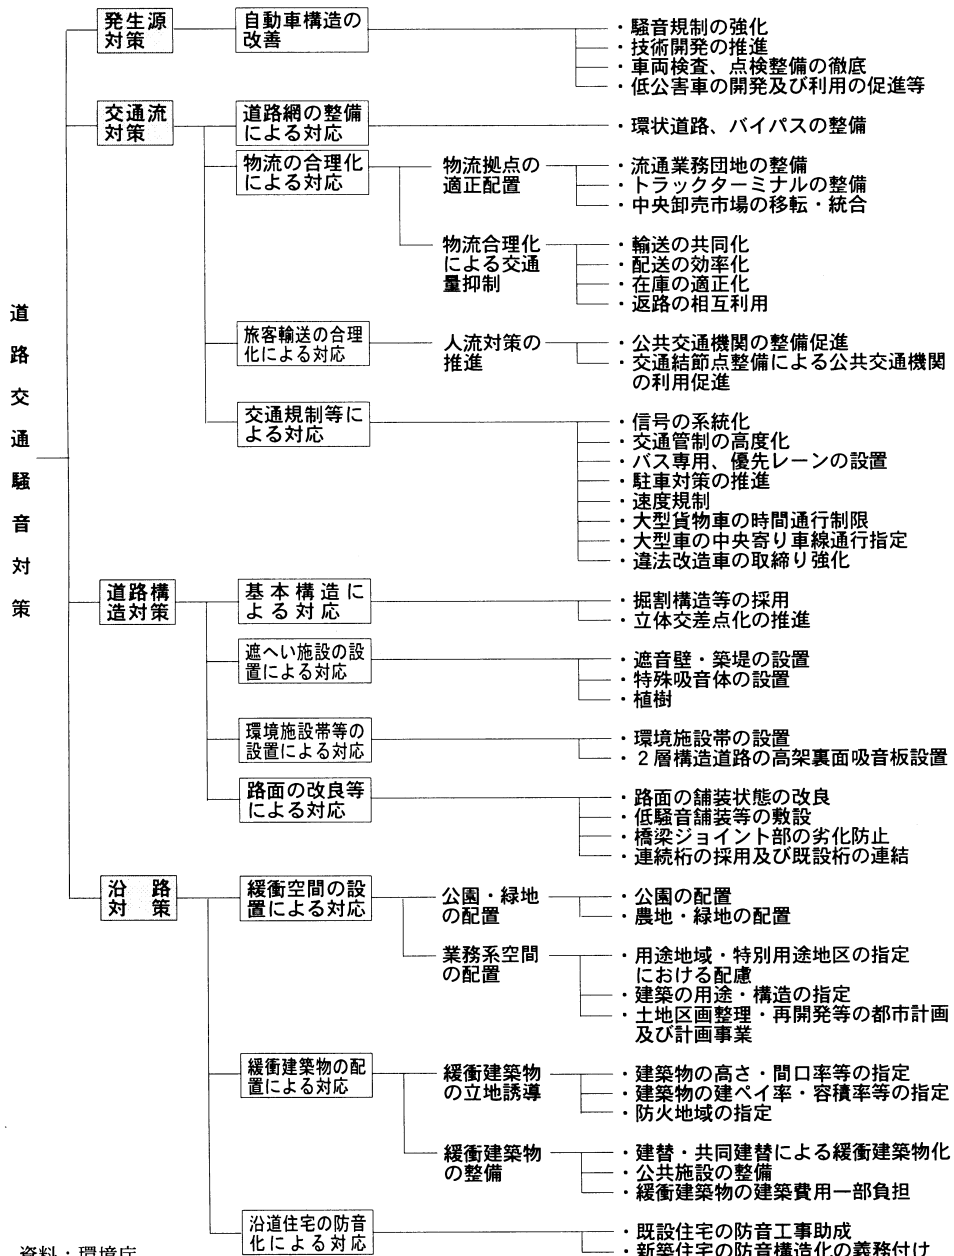 道路交通騒音対策
発生源
対策
自動車構造の
改善
・騒音規制の強化
・技術開発の推進
・車両検査、点検整備の徹底
・低公害車の開発及び利用の促進等
交通流
対策
道路網の整備
による対応
・環状道路、バイパスの整備
物流の合理化
による対応
物流拠点の
適正配置
・流通業務団地の整備
・トラックターミナルの整備
・中央卸売市場の移転・統合
物流合理化
による交通
量抑制
・輸送の共同化
・配送の効率化
・在庫の適正化
・返路の相互利用
旅客輸送の合理
化による対応
人流対策の
推進
・公共交通機関の整備促進
・交通結節点整備による公共交通機関
の利用促進
交通規制等に
よる対応
・信号の系統化
・交通管制の高度化
・バス専用、優先レーンの設置
・駐車対策の推進
・速度規制
・大型貨物車の時間通行制限
・大型車の中央寄り車線通行指定
・違法改造車の取締り強化
道路構
造対策
基本構造に
よる対応
・掘割構造等の採用
・立体交差点化の推進
遮へい施設の設
置による対応
・遮音壁・築堤の設置
・特殊吸音体の設置
・植樹
環境施設帯等の
設置による対応
・環境施設帯の設置
・２層構造道路の高架裏面吸音板設置
路面の改良等
による対応
・路面の舗装状態の改良
・低騒音舗装等の敷設
・橋梁ジョイント部の劣化防止
・連続桁の採用及び既設桁の連結
沿路
対策
緩衝空間の設
置による対応
公園・緑地
の配置
・公園の配置
・農地・緑地の配置
業務系空間
の配置
・用途地域・特別用途地区の指定
における配慮
・建築の用途・構造の指定
・土地区画整理・再開発等の都市計画
及び計画事業
緩衝建築物の配
置による対応
緩衝建築物
の立地誘導
・建築物の高さ・間口率等の指定
・建築物の建ペイ率・容積率等の指定
・防火地域の指定
緩衝建築物
の整備
・建替・共同建替による緩衝建築物化
・公共施設の整備
・緩衝建築物の建築費用一部負担
沿道住宅の防音
化による対応
・既設住宅の防音工事助成
・新築住宅の防音構造化の義務付け
資料：環境庁